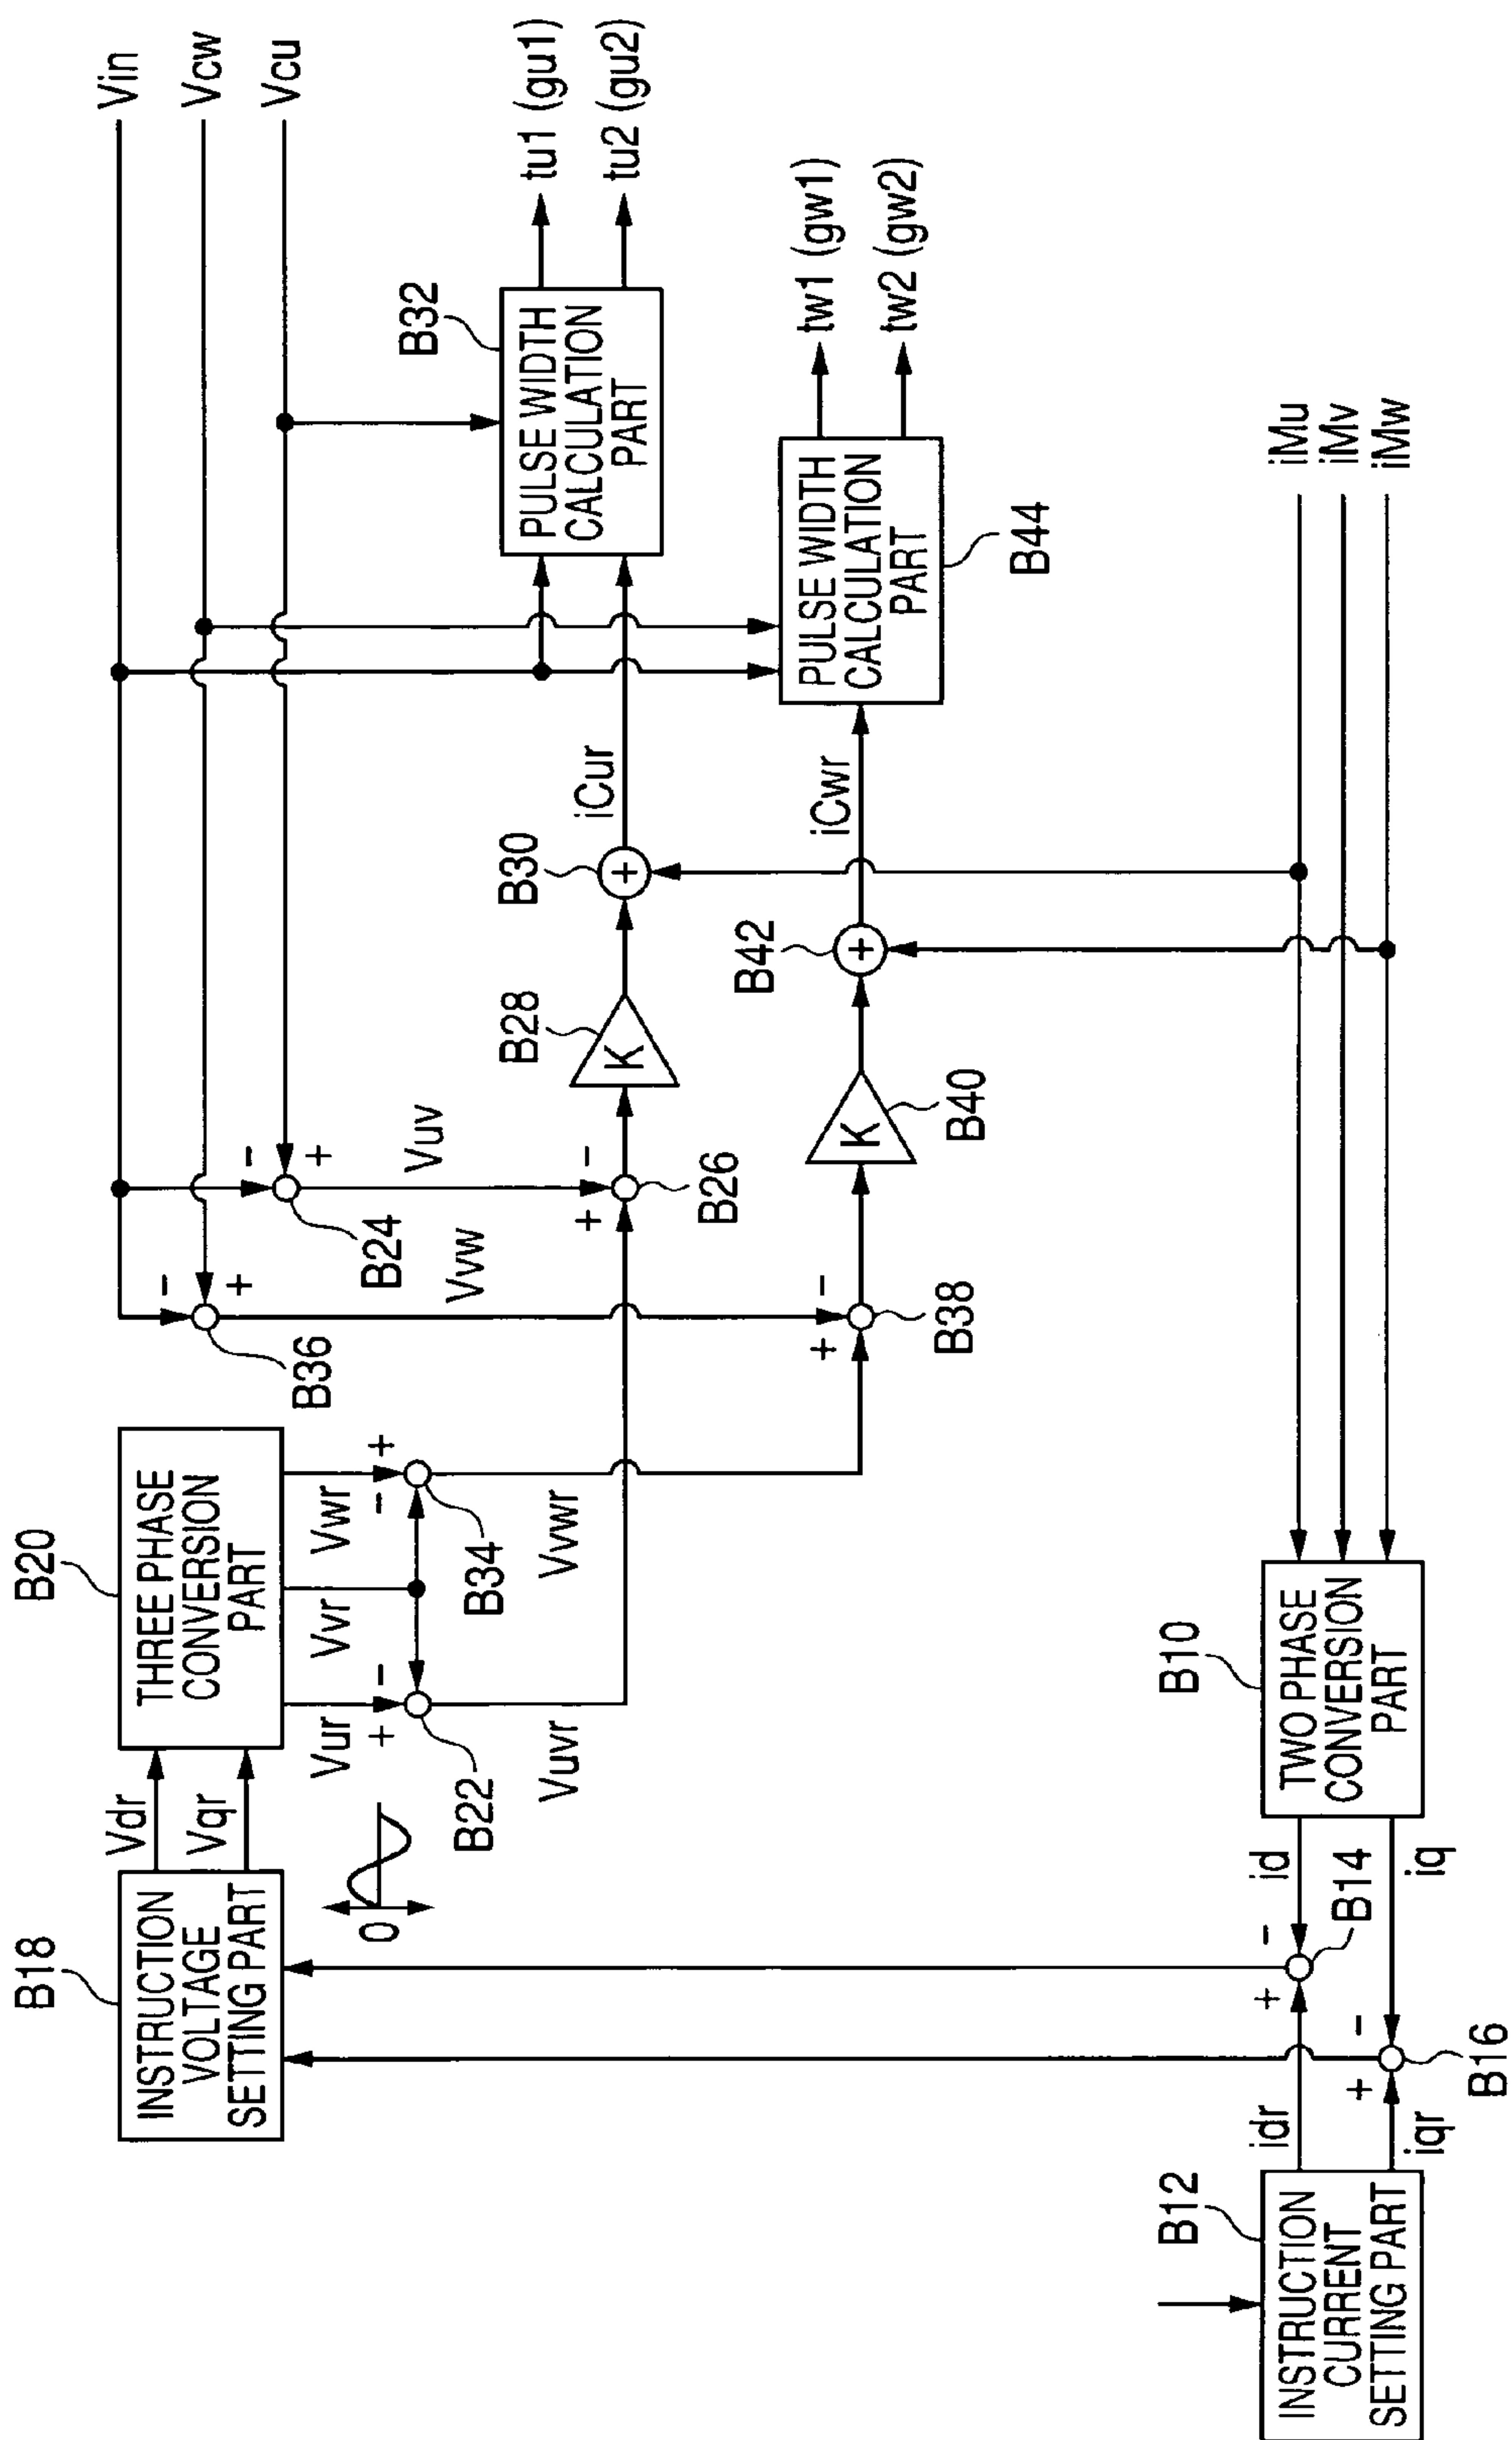 Vin
Vcw
Vcu
B18
INSTRUCTION
VOLTAGE
SETTING PART
Vdr
Vqr
B20
THREE PHASE
CONVERSION
PART
0
Vur
Vvr
Vwr
+
-
-
+
B22
B34
Vuvr
Vvwr
B36
-
+
B24
-
+
Vvw
Vuv
+
-
B26
+
-
B38
B28
K
B40
K
B30
+
B42
+
iCur
iCwr
B32
PULSE WIDTH
CALCULATION
PART
tu1 (gu1)
tu2 (gu2)
B44
PULSE WIDTH
CALCULATION
PART
tw1 (gw1)
tw2 (gw2)
iMu
iMv
iMw
B12
INSTRUCTION
CURRENT
SETTING PART
idr
iqr
+
-
B14
+
-
B16
id
iq
B10
TWO PHASE
CONVERSION
PART